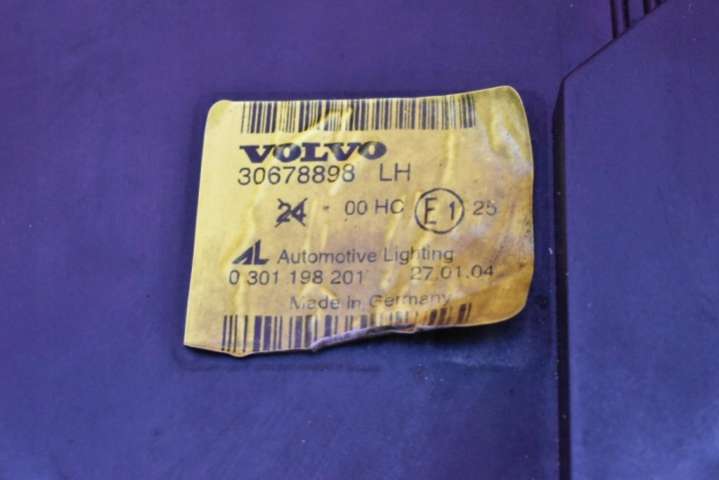 VOLVO
30678898 LH
24 - 00 HC E1 25
AL Automotive Lighting
0 301 198 201 27.01.04
Made in Germany